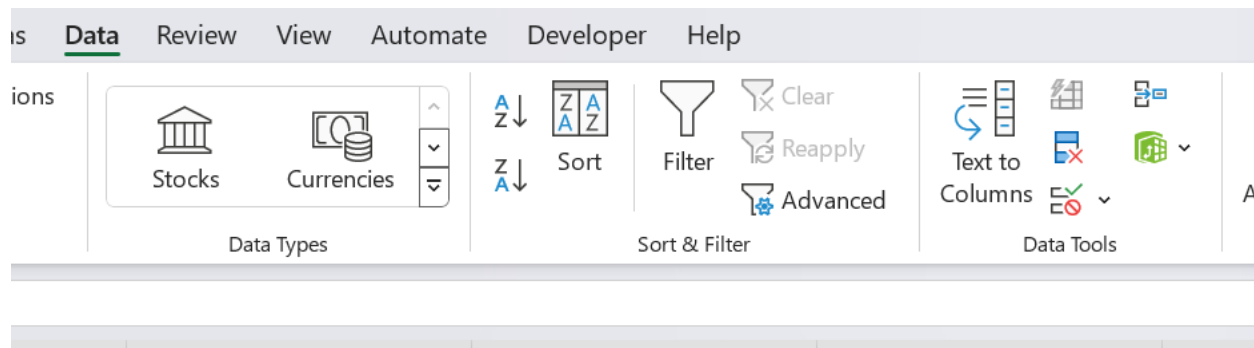 ns Data Review View Automate Developer Help
ions
Stocks
Currencies
Data Types
A
Z
Z
A
Z A
A Z
Sort
Filter
Clear
Reapply
Advanced
Sort & Filter
Text to
Columns
Data Tools
A